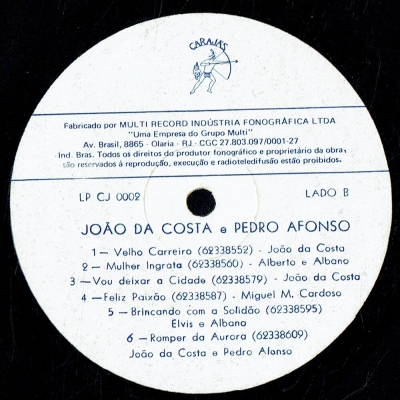 CARAJÁS
Fabricado por MULTI RECORD INDÚSTRIA FONOGRÁFICA LTDA
"Uma Empresa do Grupo Multi"
Av. Brasil, 8865 - Olaria - RJ - CGC 27.803.097/0001-27
Ind. Bras. Todos os direitos do produtor fonográfico e proprietário da obra,
são reservados à reprodução, execução e radioteledifusão estão proibidos.
LP CJ 0002
LADO B
JOÃO DA COSTA e PEDRO AFONSO
1 — Velho Carreiro (62338552) - João da Costa
2 — Mulher Ingrata (62338560) - Alberto e Albano
3 — Vou deixar a Cidade (62338579) - João da Costa
4 — Feliz Paixão (62338587) - Miguel M. Cardoso
5 — Brincando com a Solidão (62338595)
Elvis e Albano
6 — Romper da Aurora (62338609)
João da Costa e Pedro Afonso